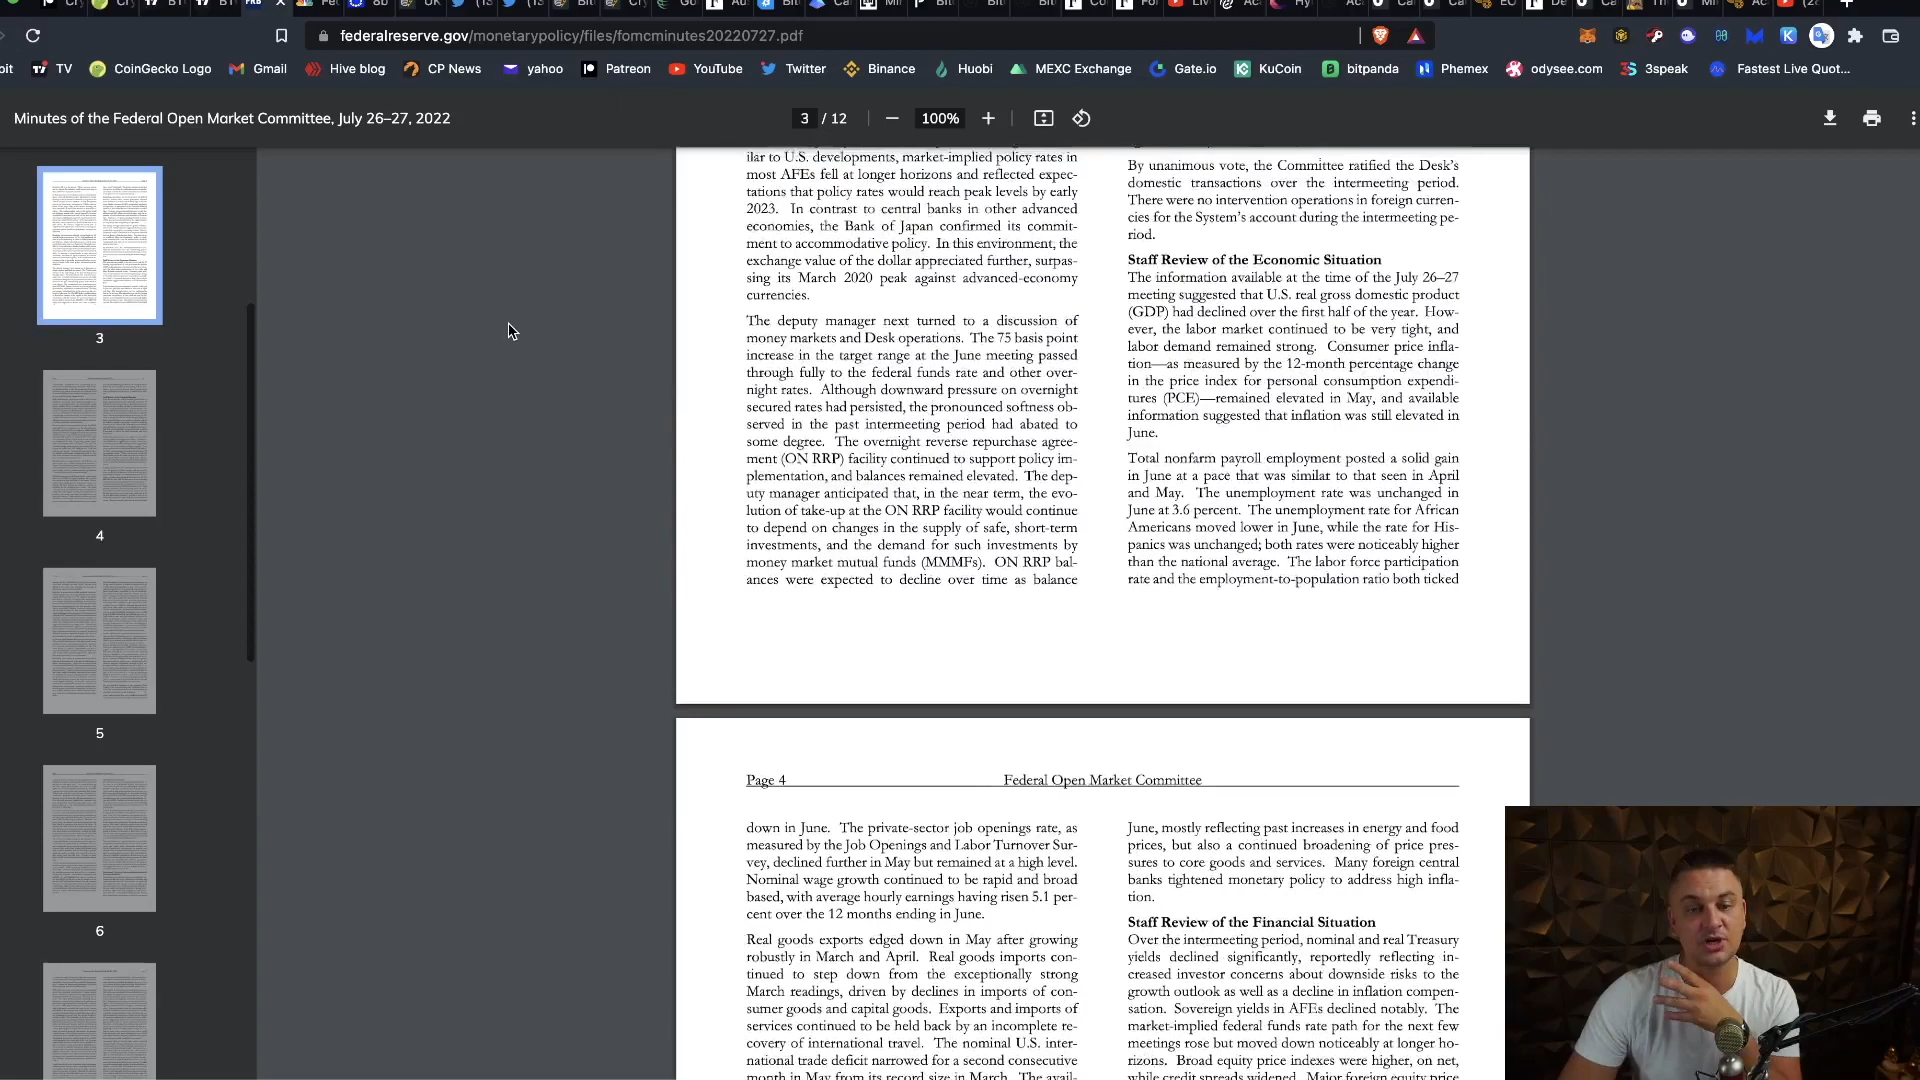 federalreserve.gov/monetarypolicy/files/fomcminutes20220727.pdf
TV
CoinGecko Logo
Gmail
Hive blog
CP News
yahoo
Patreon
YouTube
Twitter
Binance
Huobi
MEXC Exchange
Gate.io
KuCoin
bitpanda
Phemex
odysee.com
3speak
Fastest Live Quot...
Minutes of the Federal Open Market Committee, July 26–27, 2022
3 / 12
100%
3
4
5
6
ilar to U.S. developments, market-implied policy rates in
most AFEs fell at longer horizons and reflected expec-
tations that policy rates would reach peak levels by early
2023. In contrast to central banks in other advanced
economies, the Bank of Japan confirmed its commit-
ment to accommodative policy. In this environment, the
exchange value of the dollar appreciated further, surpas-
sing its March 2020 peak against advanced-economy
currencies.
The deputy manager next turned to a discussion of
money markets and Desk operations. The 75 basis point
increase in the target range at the June meeting passed
through fully to the federal funds rate and other over-
night rates. Although downward pressure on overnight
secured rates had persisted, the pronounced softness ob-
served in the past intermeeting period had abated to
some degree. The overnight reverse repurchase agree-
ment (ON RRP) facility continued to support policy im-
plementation, and balances remained elevated. The dep-
uty manager anticipated that, in the near term, the evo-
lution of take-up at the ON RRP facility would continue
to depend on changes in the supply of safe, short-term
investments, and the demand for such investments by
money market mutual funds (MMMFs). ON RRP bal-
ances were expected to decline over time as balance
By unanimous vote, the Committee ratified the Desk's
domestic transactions over the intermeeting period.
There were no intervention operations in foreign curren-
cies for the System's account during the intermeeting pe-
riod.
Staff Review of the Economic Situation
The information available at the time of the July 26–27
meeting suggested that U.S. real gross domestic product
(GDP) had declined over the first half of the year. How-
ever, the labor market continued to be very tight, and
labor demand remained strong. Consumer price infla-
tion—as measured by the 12-month percentage change
in the price index for personal consumption expendi-
tures (PCE)—remained elevated in May, and available
information suggested that inflation was still elevated in
June.
Total nonfarm payroll employment posted a solid gain
in June at a pace that was similar to that seen in April
and May. The unemployment rate was unchanged in
June at 3.6 percent. The unemployment rate for African
Americans moved lower in June, while the rate for His-
panics was unchanged; both rates were noticeably higher
than the national average. The labor force participation
rate and the employment-to-population ratio both ticked
Page 4
Federal Open Market Committee
down in June. The private-sector job openings rate, as
measured by the Job Openings and Labor Turnover Sur-
vey, declined further in May but remained at a high level.
Nominal wage growth continued to be rapid and broad
based, with average hourly earnings having risen 5.1 per-
cent over the 12 months ending in June.
Real goods exports edged down in May after growing
robustly in March and April. Real goods imports con-
tinued to step down from the exceptionally strong
March readings, driven by declines in imports of con-
sumer goods and capital goods. Exports and imports of
services continued to be held back by an incomplete re-
covery of international travel. The nominal U.S. inter-
national trade deficit narrowed for a second consecutive
month in May from its record size in March. The avail-
June, mostly reflecting past increases in energy and food
prices, but also a continued broadening of price pres-
sures to core goods and services. Many foreign central
banks tightened monetary policy to address high infla-
tion.
Staff Review of the Financial Situation
Over the intermeeting period, nominal and real Treasury
yields declined significantly, reportedly reflecting in-
creased investor concerns about downside risks to the
growth outlook as well as a decline in inflation compen-
sation. Sovereign yields in AFEs declined notably. The
market-implied federal funds rate path for the next few
meetings rose but moved down noticeably at longer ho-
rizons. Broad equity price indexes were higher, on net,
while credit spreads widened. Major foreign equity price